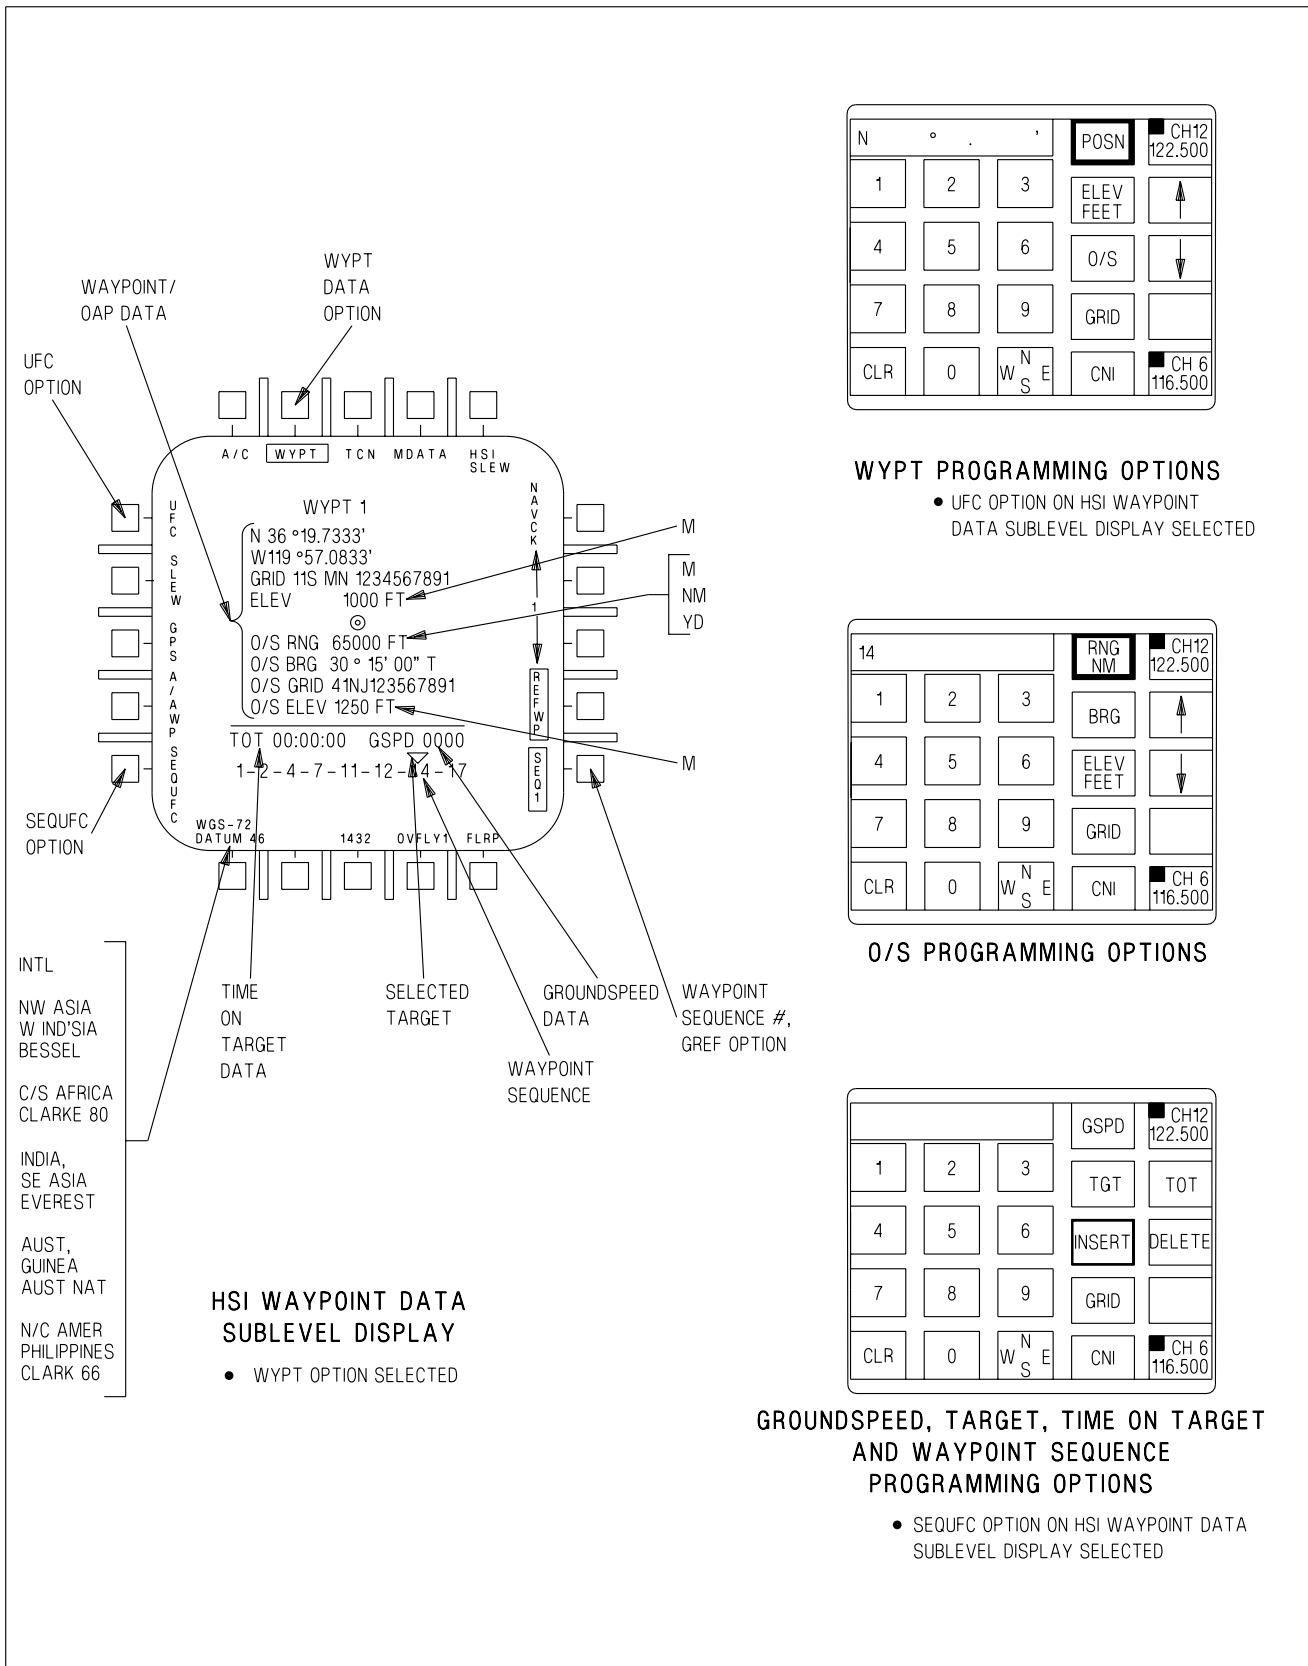 WAYPOINT/
OAP DATA
WYPT
DATA
OPTION
UFC
OPTION
A/C
WYPT
TCN
MDATA
HSI
SLEW
UFC
SLEW
GPS
A/AWP
SEQUFC
NAVCK
1
REFWP
SEQ1
WYPT 1
N 36 °19.7333'
W119 °57.0833'
GRID 11S MN 1234567891
ELEV 1000 FT
O/S RNG 65000 FT
O/S BRG 30 ° 15' 00" T
O/S GRID 41NJ123567891
O/S ELEV 1250 FT
TOT 00:00:00 GSPD 0000
1-2-4-7-11-12-14-17
WGS-72
DATUM 46
1432
OVFLY1
FLRP
M
M
NM
YD
M
SEQUFC
OPTION
TIME
ON
TARGET
DATA
SELECTED
TARGET
GROUNDSPEED
DATA
WAYPOINT
SEQUENCE
WAYPOINT
SEQUENCE #,
GREF OPTION
INTL
NW ASIA
W IND'SIA
BESSEL
C/S AFRICA
CLARKE 80
INDIA,
SE ASIA
EVEREST
AUST,
GUINEA
AUST NAT
N/C AMER
PHILIPPINES
CLARK 66
HSI WAYPOINT DATA
SUBLEVEL DISPLAY
● WYPT OPTION SELECTED
N ° . '
POSN
CH12
122.500
1 2 3
ELEV
FEET
4 5 6
O/S
7 8 9
GRID
CLR 0
N
W E
S
CNI
CH 6
116.500
WYPT PROGRAMMING OPTIONS
● UFC OPTION ON HSI WAYPOINT
DATA SUBLEVEL DISPLAY SELECTED
14
RNG
NM
CH12
122.500
1 2 3
BRG
4 5 6
ELEV
FEET
7 8 9
GRID
CLR 0
N
W E
S
CNI
CH 6
116.500
O/S PROGRAMMING OPTIONS
GSPD
CH12
122.500
1 2 3
TGT
TOT
4 5 6
INSERT
DELETE
7 8 9
GRID
CLR 0
N
W E
S
CNI
CH 6
116.500
GROUNDSPEED, TARGET, TIME ON TARGET
AND WAYPOINT SEQUENCE
PROGRAMMING OPTIONS
● SEQUFC OPTION ON HSI WAYPOINT DATA
SUBLEVEL DISPLAY SELECTED